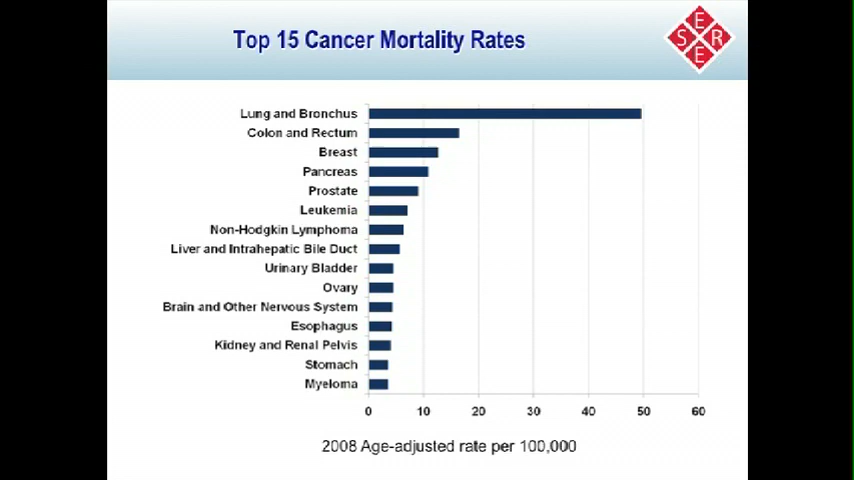 Top 15 Cancer Mortality Rates
E
S R
E
Lung and Bronchus
Colon and Rectum
Breast
Pancreas
Prostate
Leukemia
Non-Hodgkin Lymphoma
Liver and Intrahepatic Bile Duct
Urinary Bladder
Ovary
Brain and Other Nervous System
Esophagus
Kidney and Renal Pelvis
Stomach
Myeloma
0 10 20 30 40 50 60
2008 Age-adjusted rate per 100,000